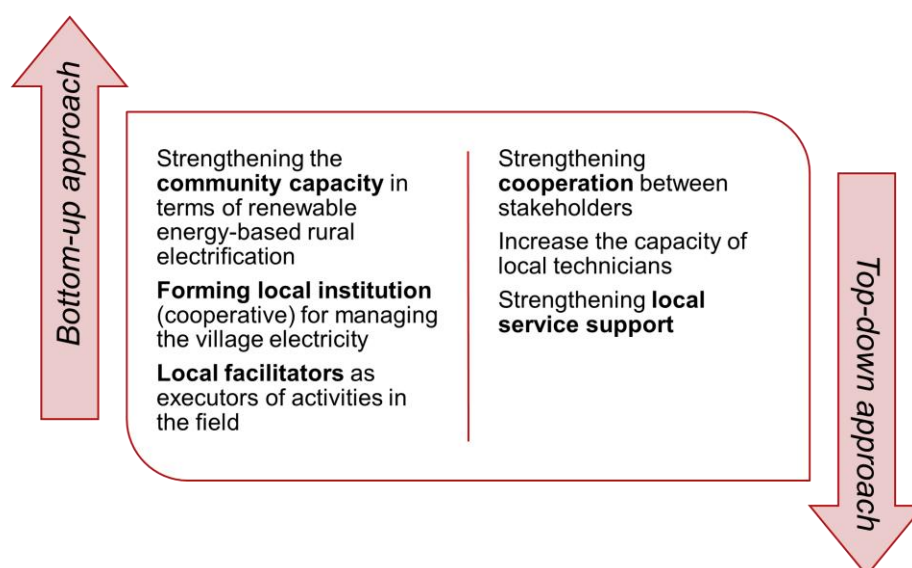 Bottom-up approach
Strengthening the
community capacity in
terms of renewable
energy-based rural
electrification
Forming local institution
(cooperative) for managing
the village electricity
Local facilitators as
executors of activities in
the field
Strengthening
cooperation between
stakeholders
Increase the capacity of
local technicians
Strengthening local
service support
Top-down approach